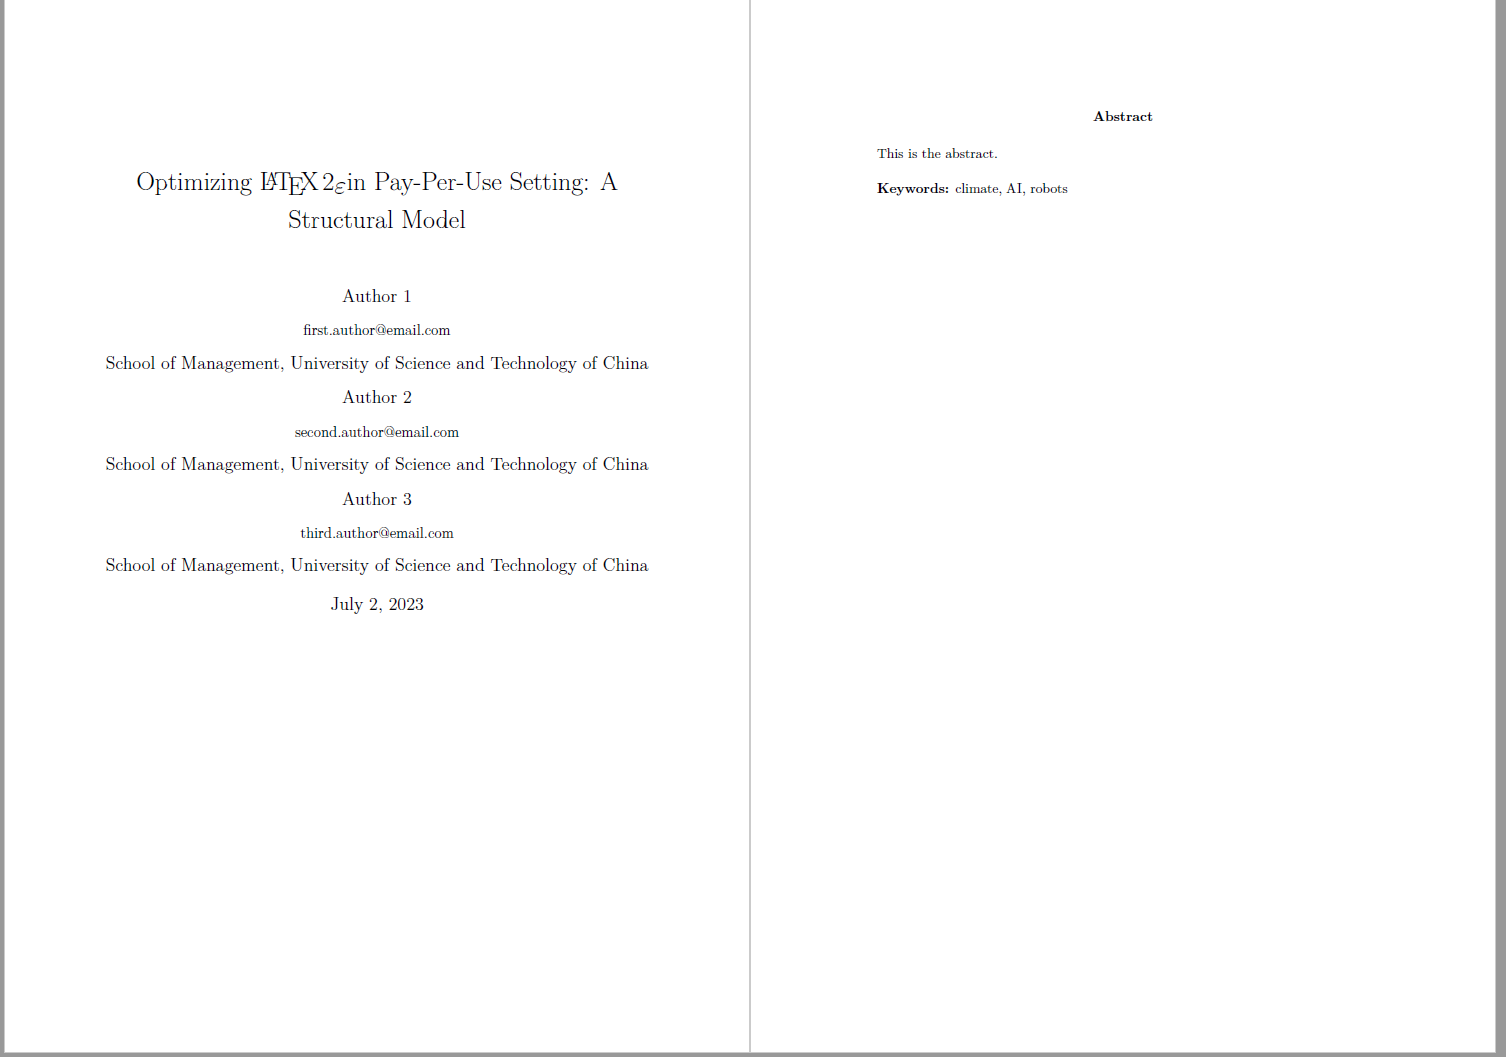 Optimizing LATEX 2εin Pay-Per-Use Setting: A
Structural Model
Author 1
first.author@email.com
School of Management, University of Science and Technology of China
Author 2
second.author@email.com
School of Management, University of Science and Technology of China
Author 3
third.author@email.com
School of Management, University of Science and Technology of China
July 2, 2023
Abstract
This is the abstract.
Keywords: climate, AI, robots